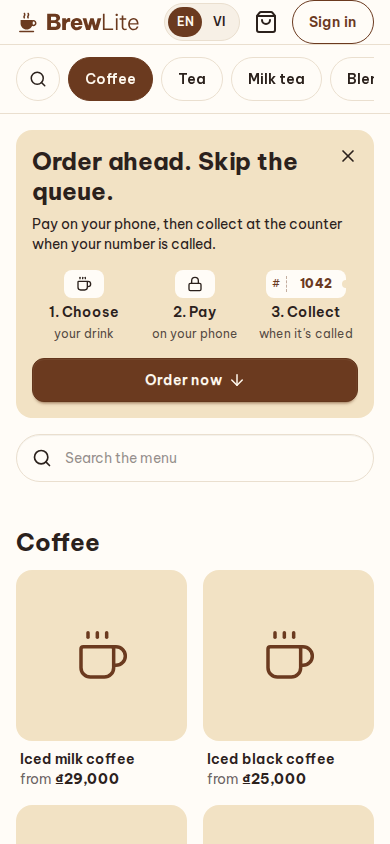 BrewLite
EN VI
Sign in
Coffee
Tea
Milk tea
Order ahead. Skip the
queue.
Pay on your phone, then collect at the counter
when your number is called.
# 1042
1. Choose
your drink
2. Pay
on your phone
3. Collect
when it’s called
Order now
Search the menu
Coffee
Iced milk coffee
from ₫29,000
Iced black coffee
from ₫25,000